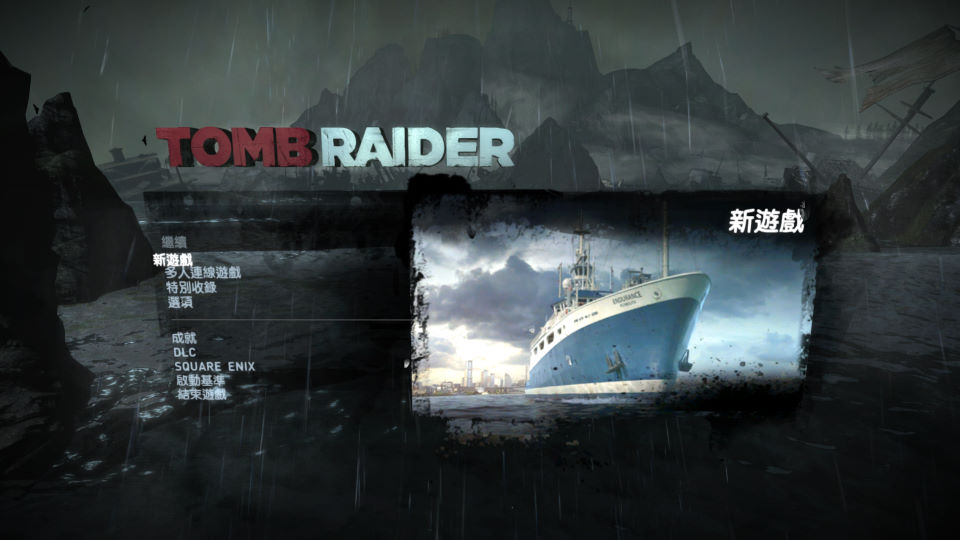 TOMB RAIDER
新遊戲
繼續
新遊戲
多人連線遊戲
特別收錄
選項
成就
DLC
SQUARE ENIX
啟動基準
結束遊戲
ENDURANCE